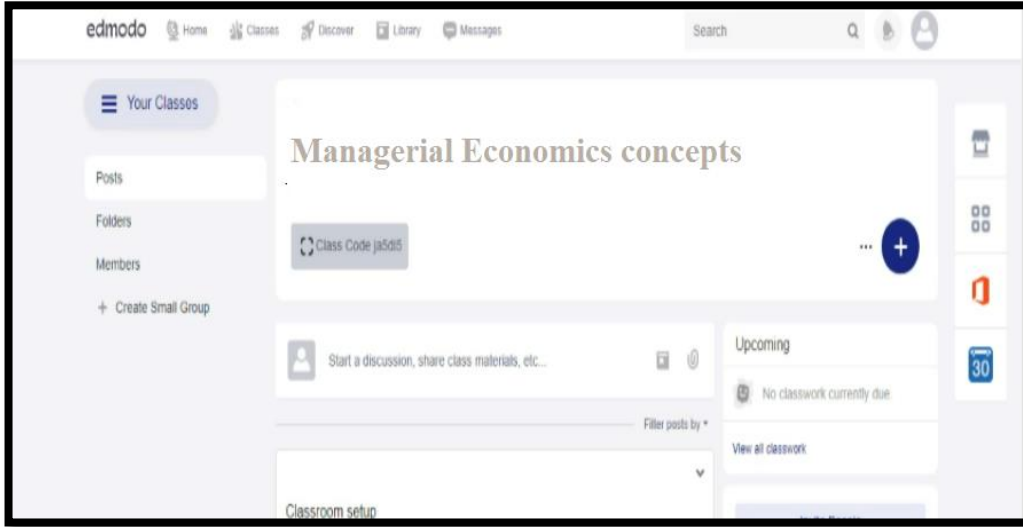 edmodo Home Classes Discover Library Messages Search
Your Classes
Managerial Economics concepts
Posts
Folders
Members
+ Create Small Group
Class Code ja5di5
...
+
Start a discussion, share class materials, etc...
Filter posts by
Classroom setup
Upcoming
No classwork currently due
View all classwork
30